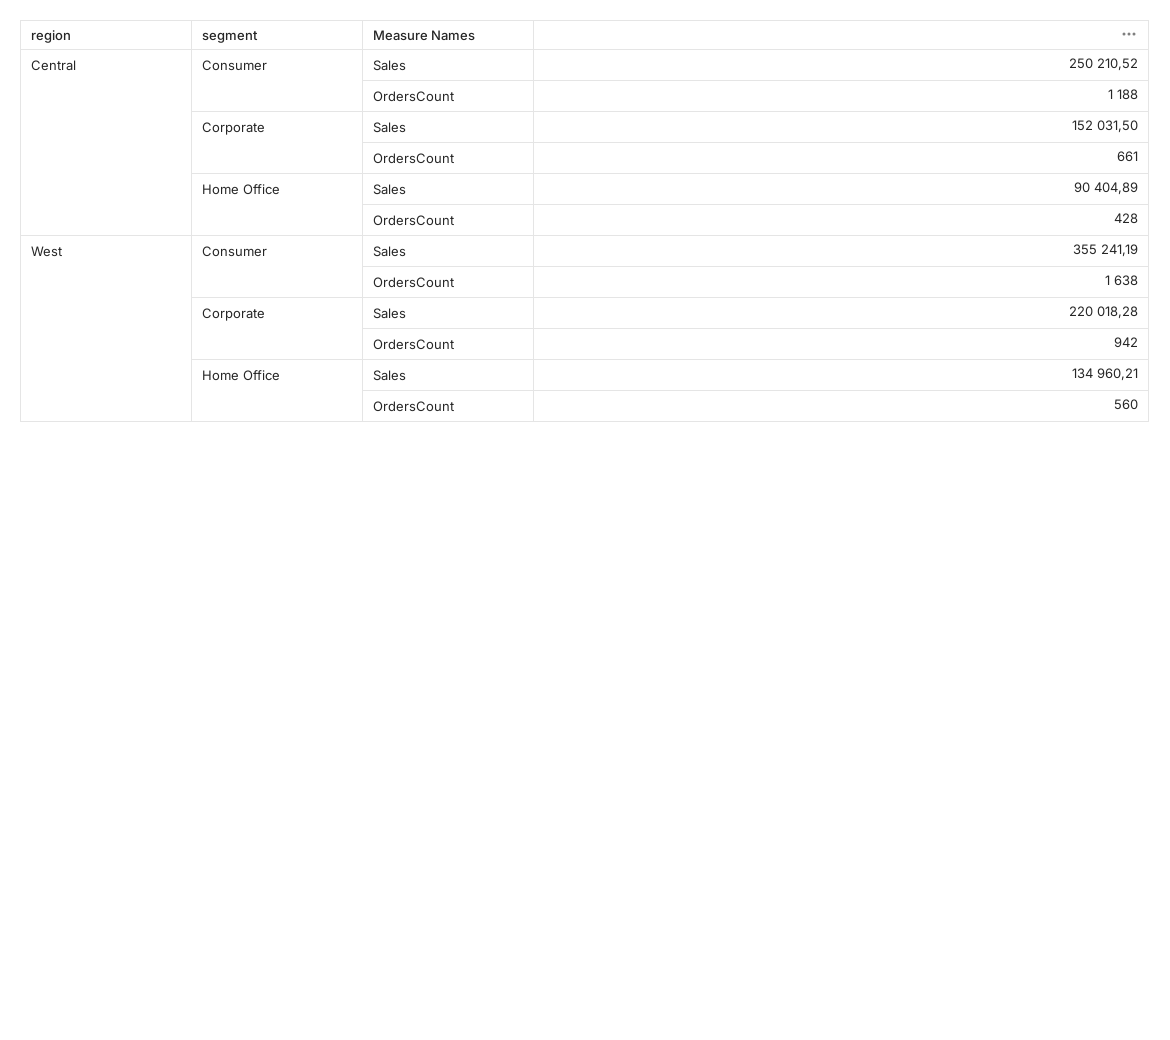 region segment Measure Names
Central Consumer Sales 250 210,52
OrdersCount 1 188
Corporate Sales 152 031,50
OrdersCount 661
Home Office Sales 90 404,89
OrdersCount 428
West Consumer Sales 355 241,19
OrdersCount 1 638
Corporate Sales 220 018,28
OrdersCount 942
Home Office Sales 134 960,21
OrdersCount 560